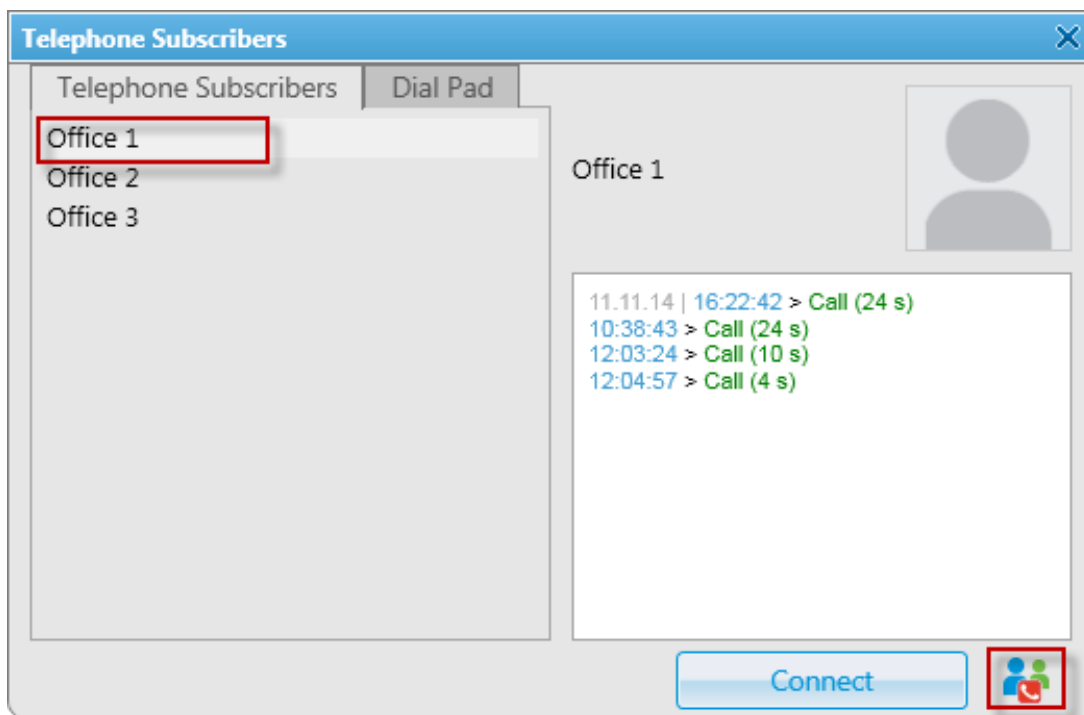 Telephone Subscribers
Telephone Subscribers
Dial Pad
Office 1
Office 2
Office 3
Office 1
11.11.14 | 16:22:42 > Call (24 s)
10:38:43 > Call (24 s)
12:03:24 > Call (10 s)
12:04:57 > Call (4 s)
Connect